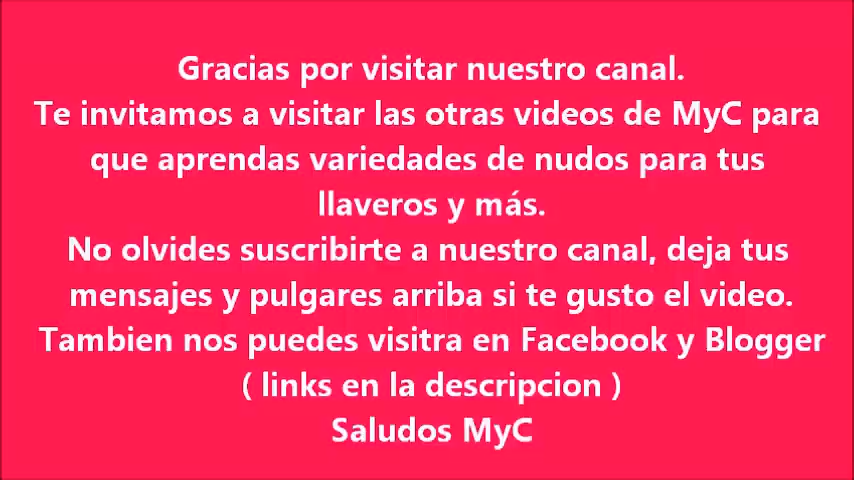 Gracias por visitar nuestro canal.
Te invitamos a visitar las otras videos de MyC para
que aprendas variedades de nudos para tus
llaveros y más.
No olvides suscribirte a nuestro canal, deja tus
mensajes y pulgares arriba si te gusto el video.
Tambien nos puedes visitra en Facebook y Blogger
( links en la descripcion )
Saludos MyC